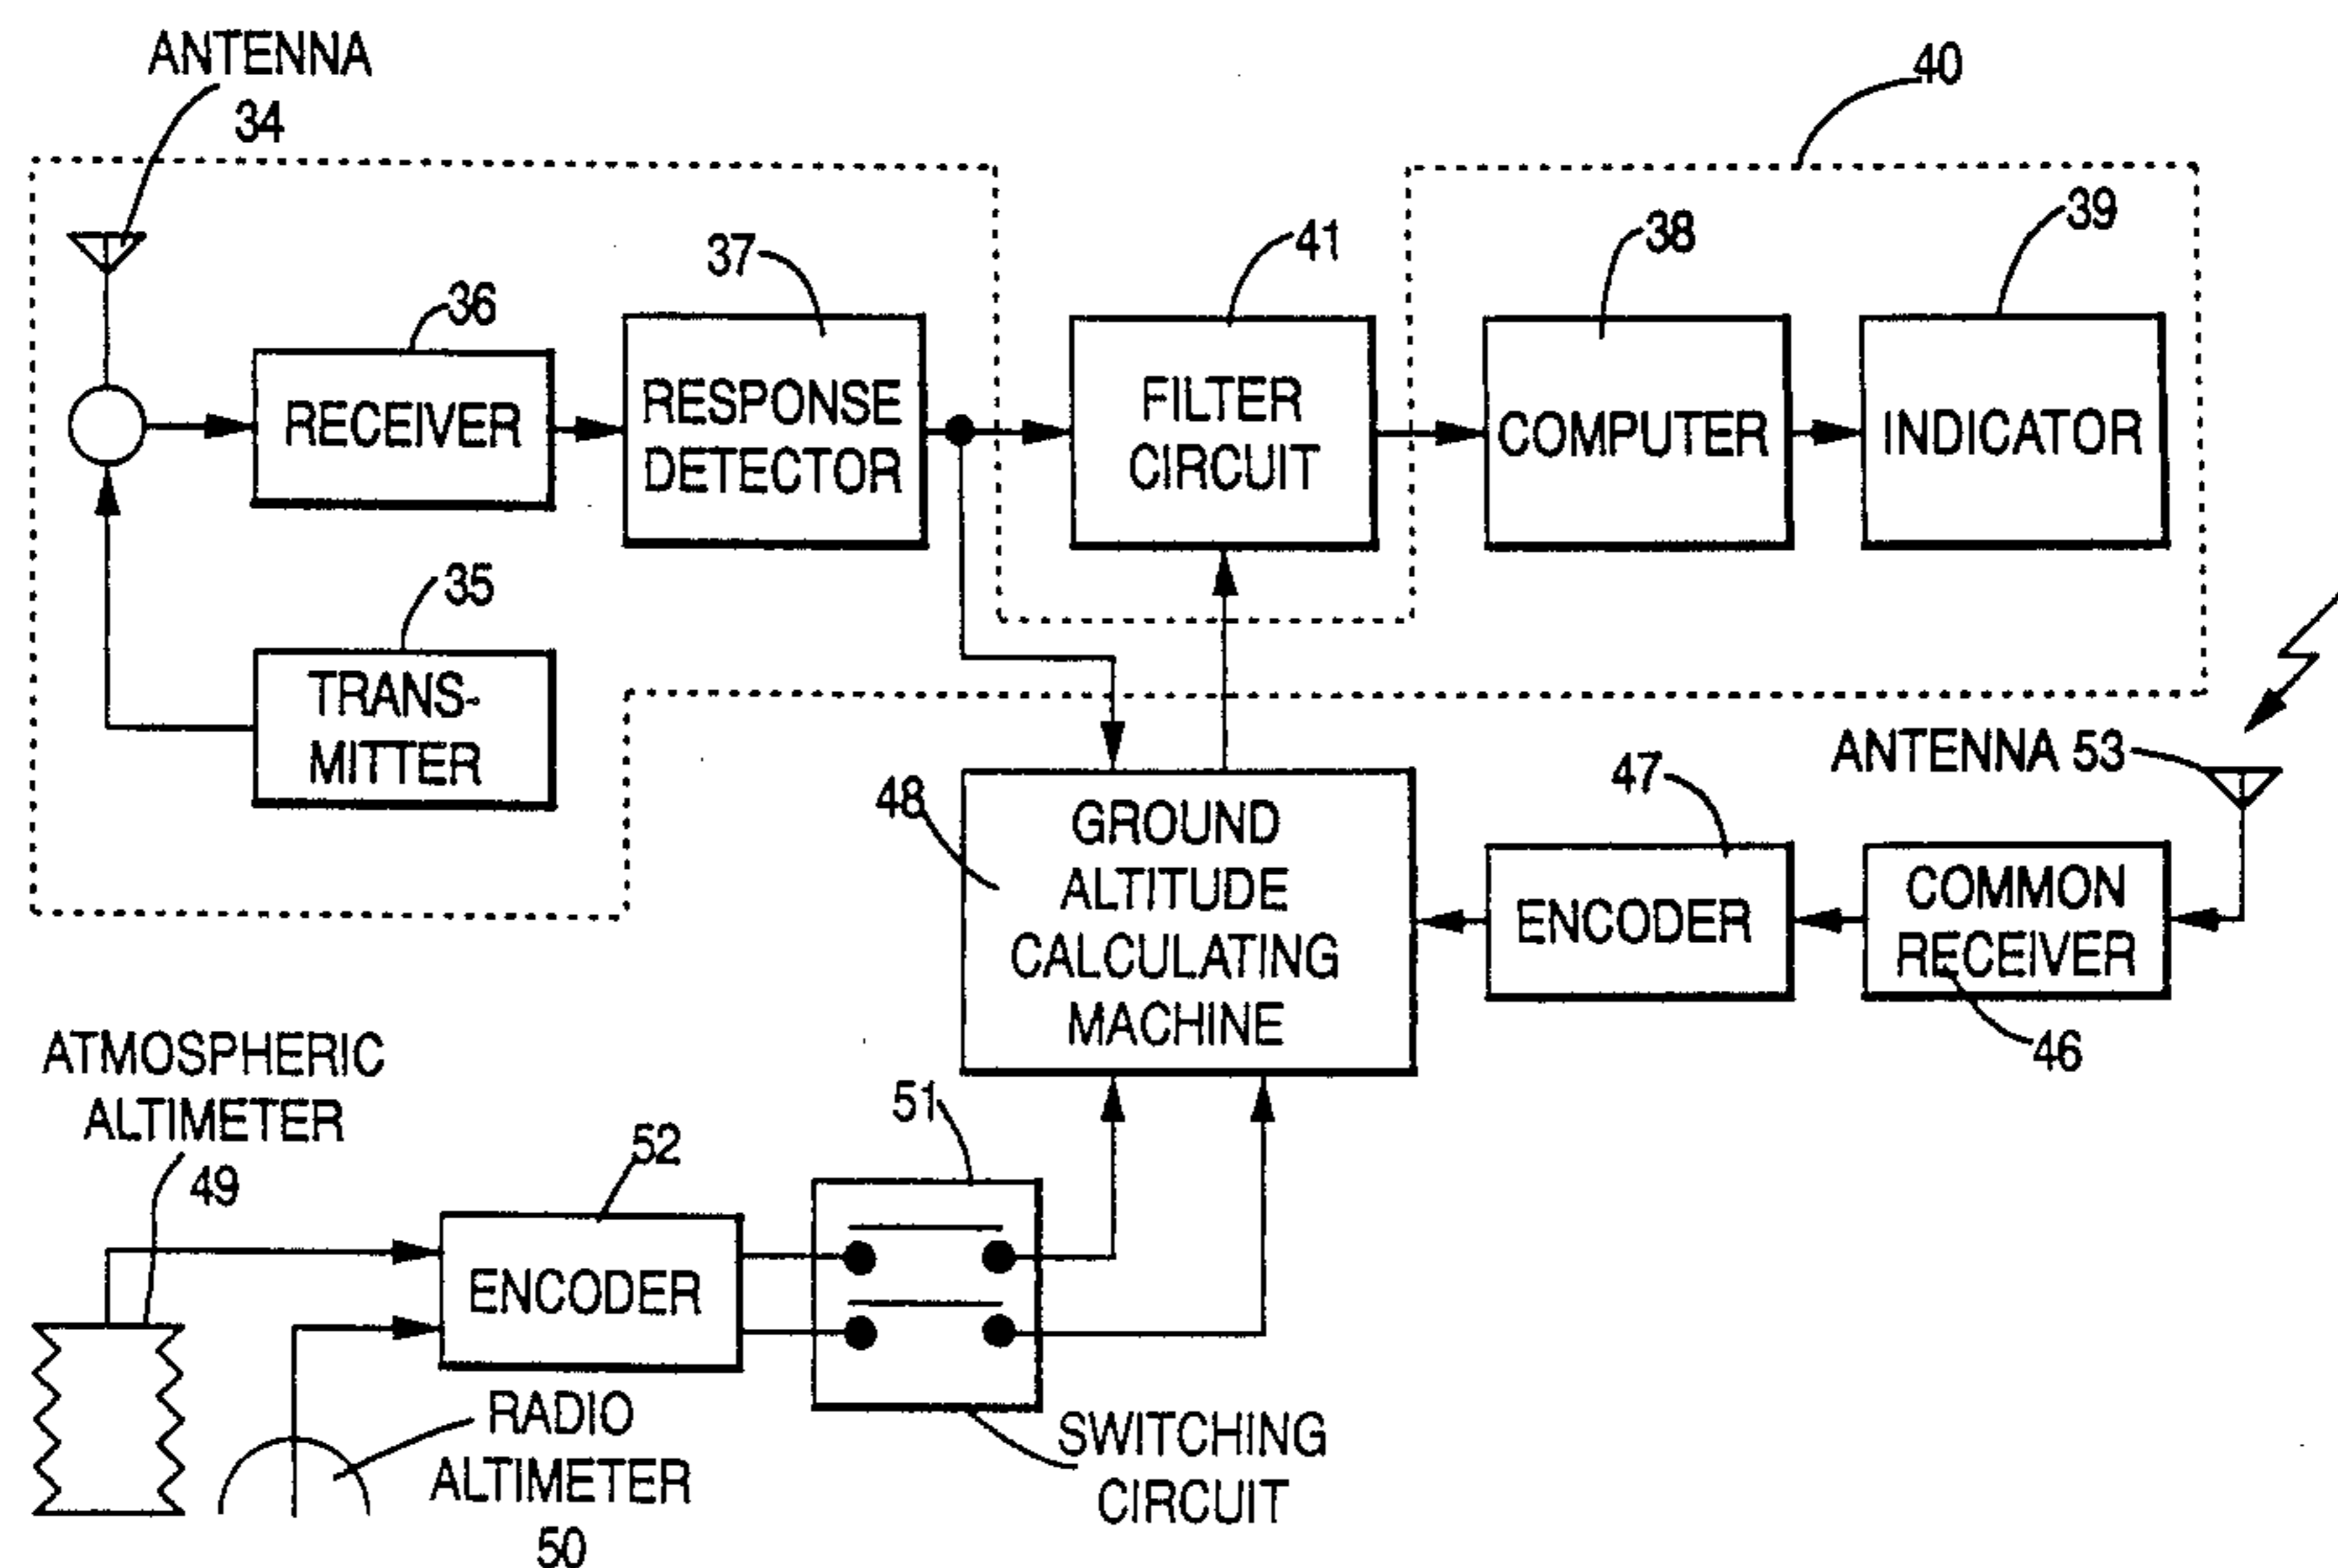 ANTENNA
34
40
39
38
41
37
36
RECEIVER
RESPONSE
DETECTOR
FILTER
CIRCUIT
COMPUTER
INDICATOR
35
TRANS-
MITTER
ANTENNA 53
47
48
GROUND
ALTITUDE
CALCULATING
MACHINE
ENCODER
COMMON
RECEIVER
46
ATMOSPHERIC
ALTIMETER
49
52
51
ENCODER
RADIO
ALTIMETER
50
SWITCHING
CIRCUIT